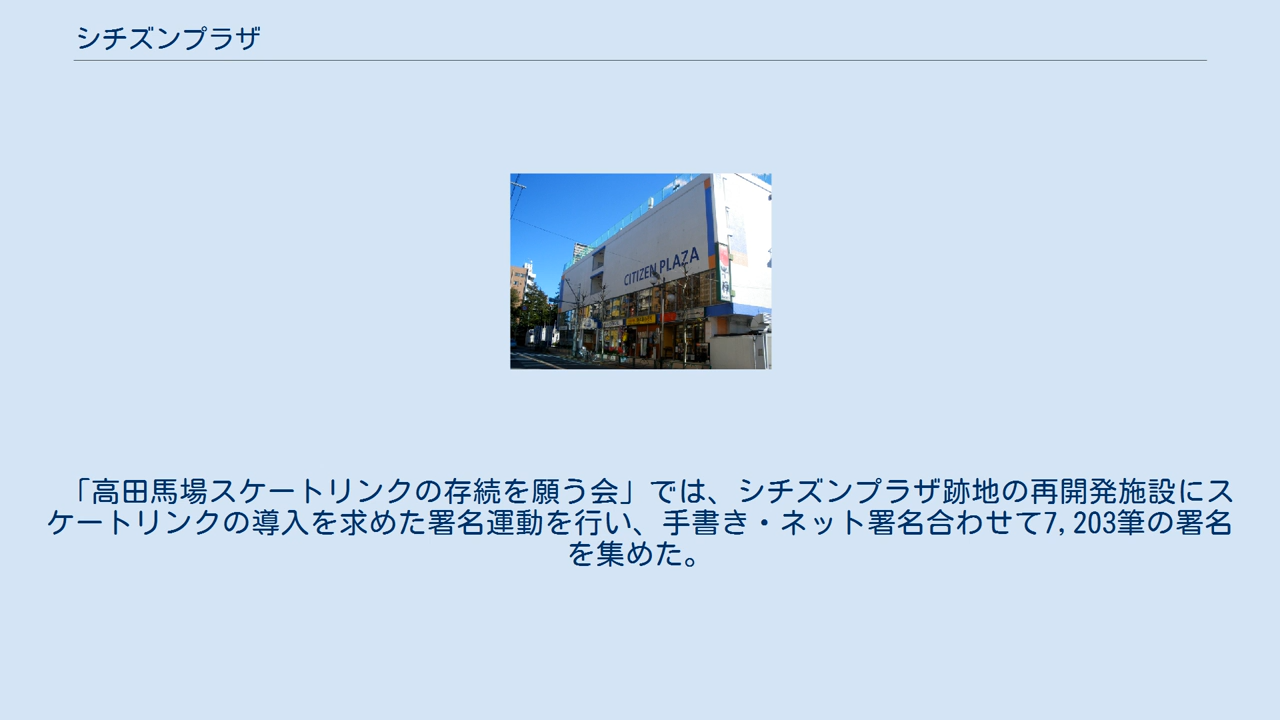 シチズンプラザ
CITIZEN PLAZA
「高田馬場スケートリンクの存続を願う会」では、シチズンプラザ跡地の再開発施設にス
ケートリンクの導入を求めた署名運動を行い、手書き・ネット署名合わせて7,203筆の署名
を集めた。